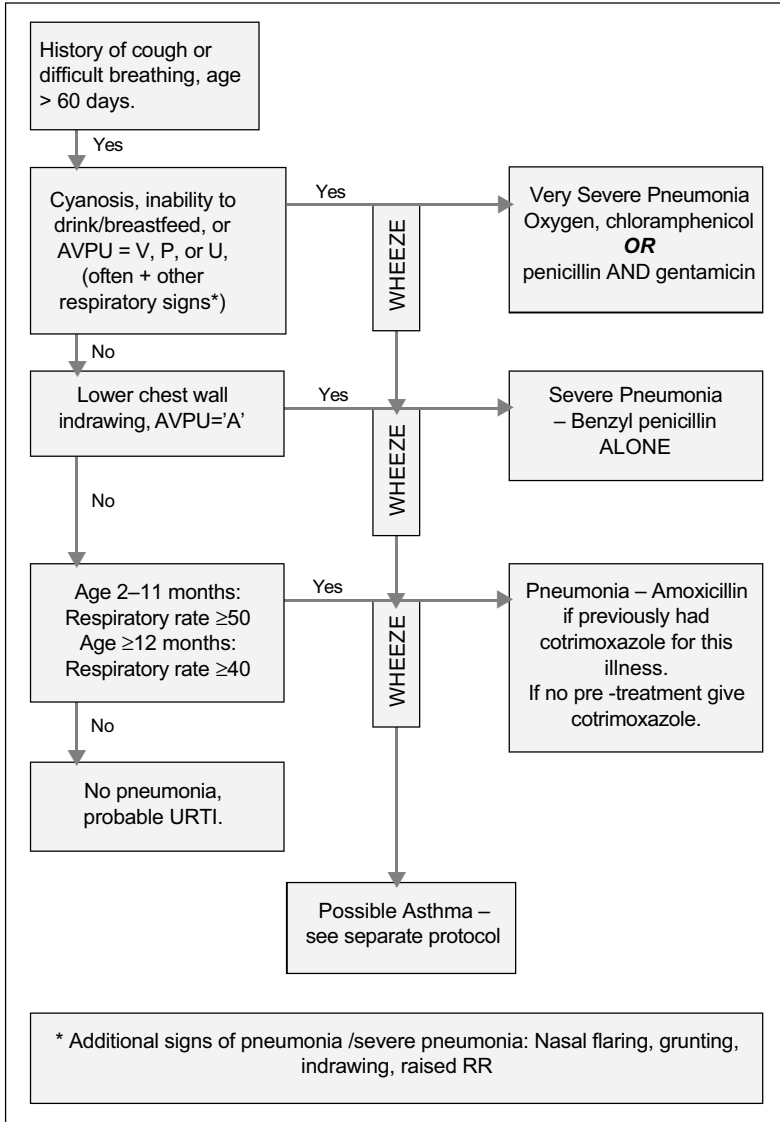 History of cough or
difficult breathing, age
> 60 days.
Yes
Cyanosis, inability to
drink/breastfeed, or
AVPU = V, P, or U,
(often + other
respiratory signs*)
Yes
WHEEZE
Very Severe Pneumonia
Oxygen, chloramphenicol
OR
penicillin AND gentamicin
No
Lower chest wall
indrawing, AVPU='A'
Yes
WHEEZE
Severe Pneumonia
– Benzyl penicillin
ALONE
No
Age 2–11 months:
Respiratory rate ≥50
Age ≥12 months:
Respiratory rate ≥40
Yes
WHEEZE
Pneumonia – Amoxicillin
if previously had
cotrimoxazole for this
illness.
If no pre -treatment give
cotrimoxazole.
No
No pneumonia,
probable URTI.
Possible Asthma –
see separate protocol
* Additional signs of pneumonia /severe pneumonia: Nasal flaring, grunting,
indrawing, raised RR